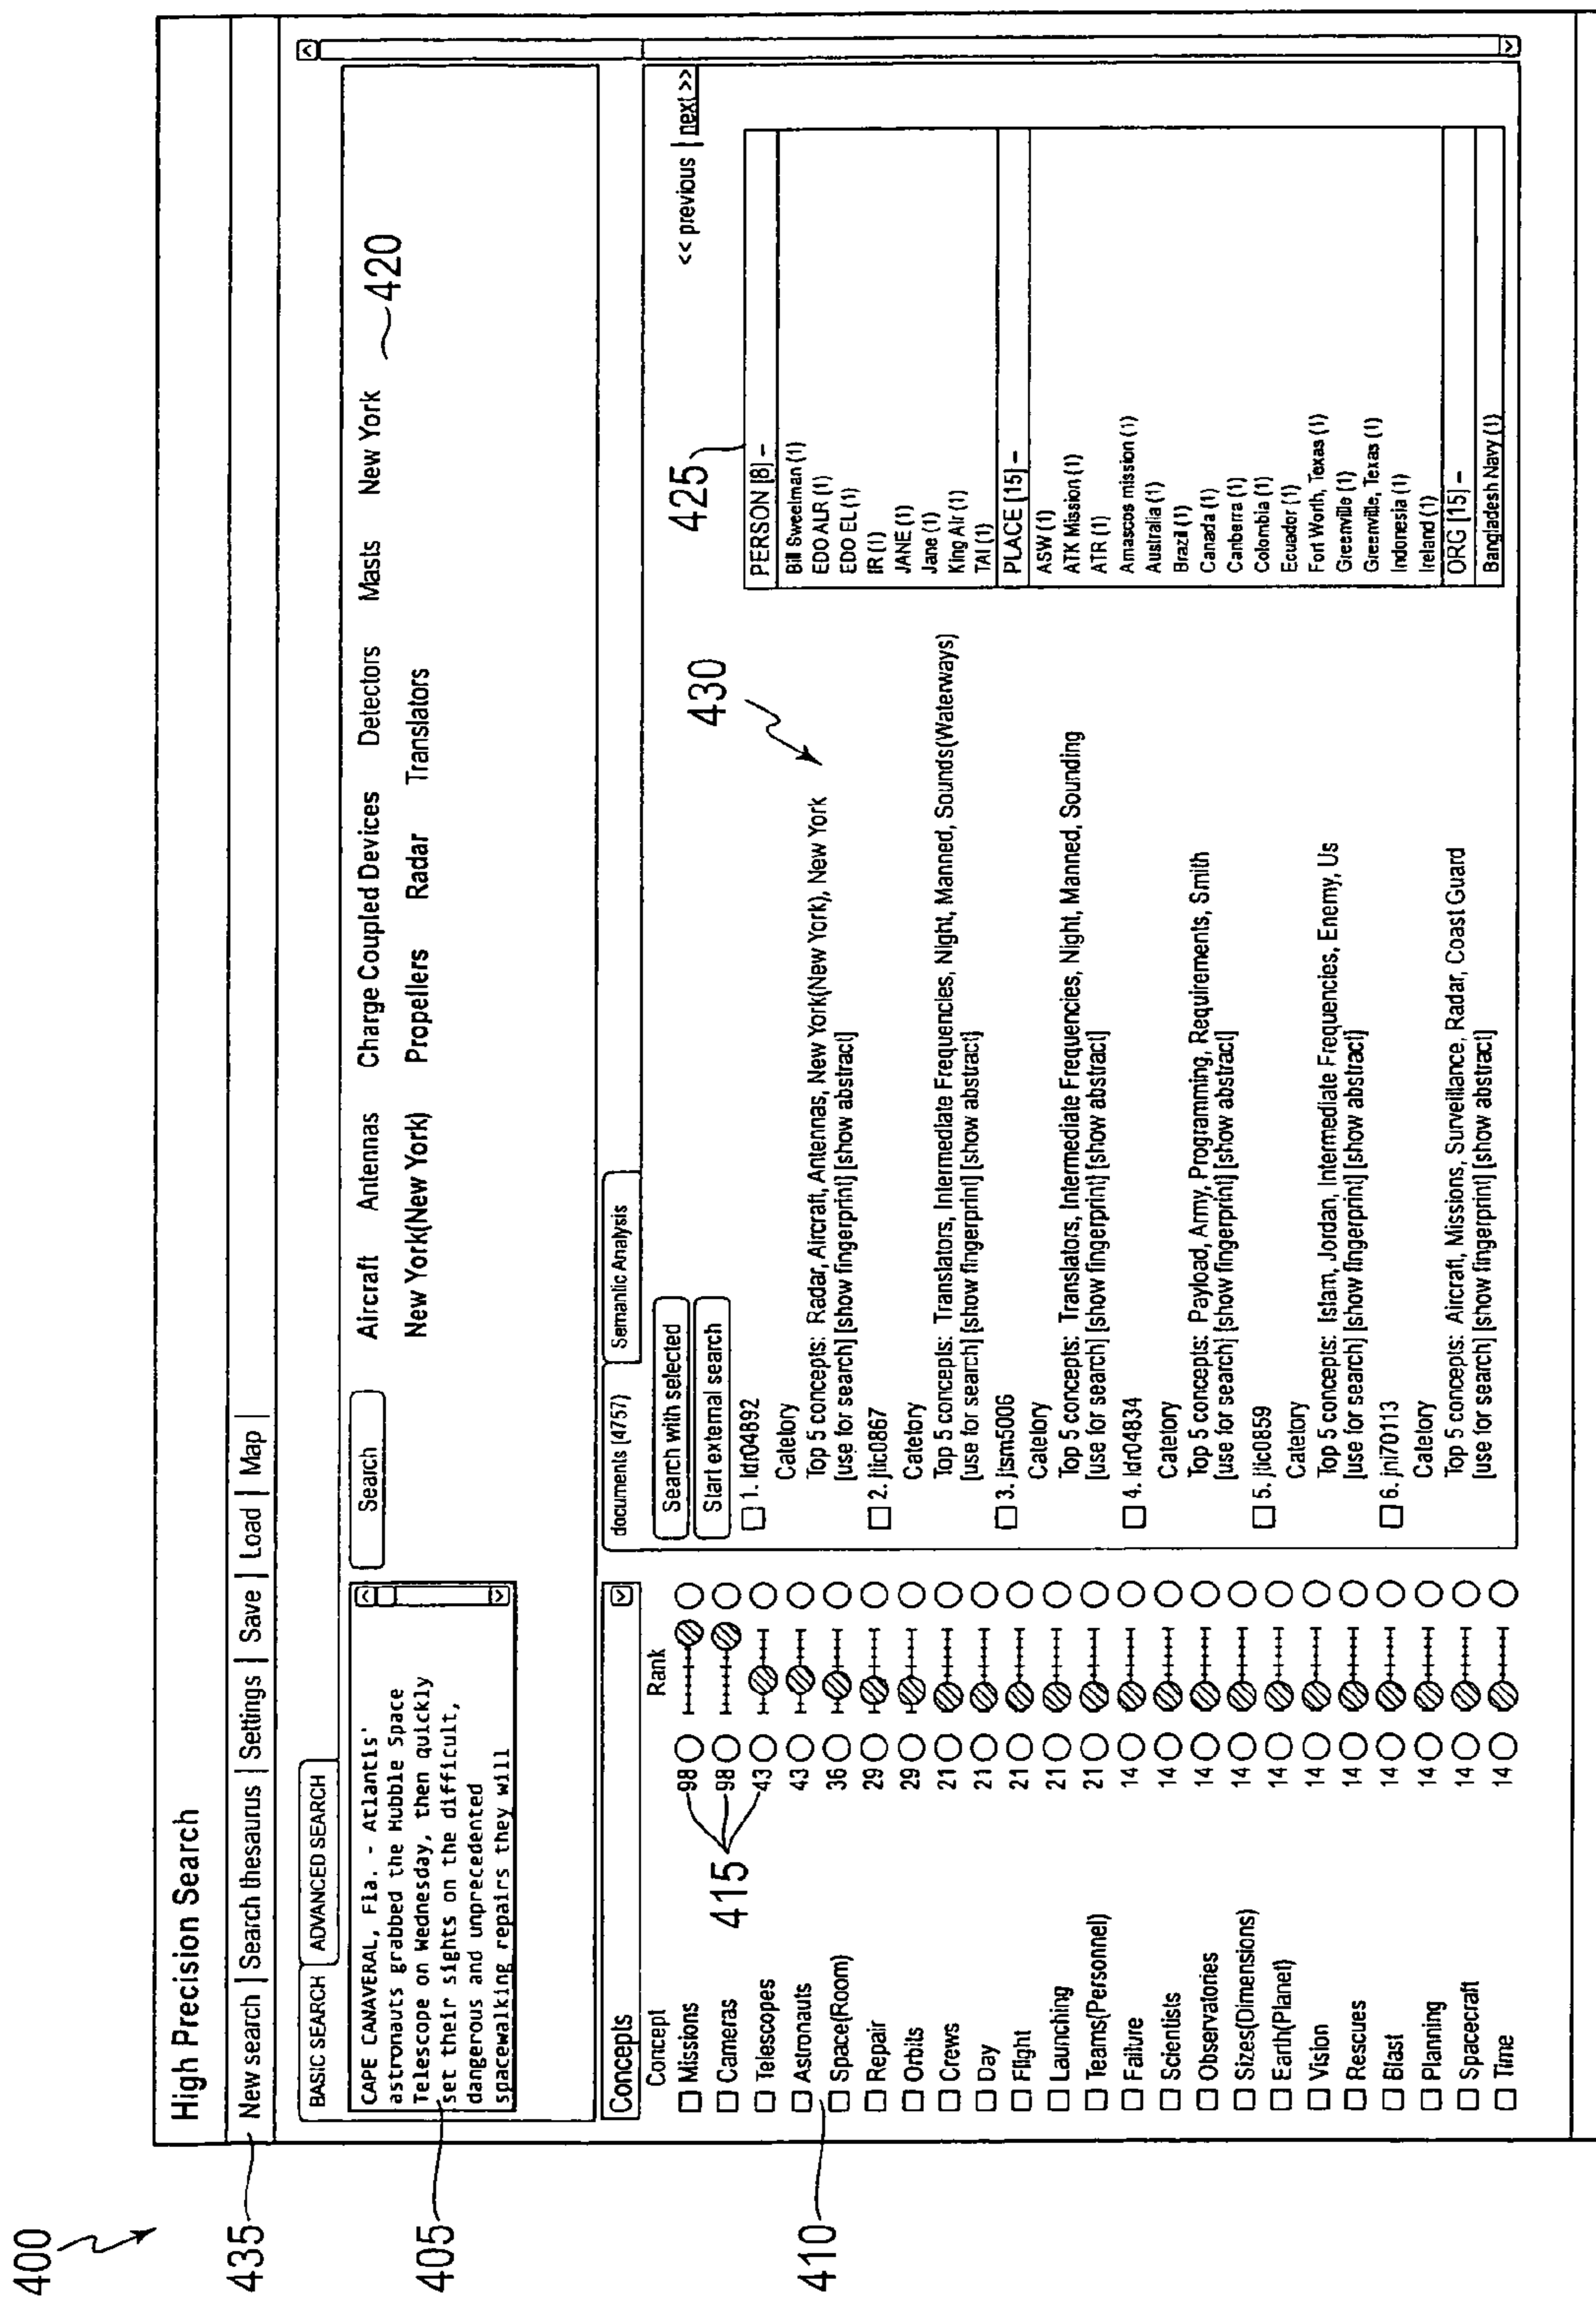 400
High Precision Search
435
New search | Search thesaurus | Settings | Save | Load | Map |
BASIC SEARCH
ADVANCED SEARCH
405
CAPE CANAVERAL, Fla. - Atlantis'
astronauts grabbed the Hubble Space
Telescope on Wednesday, then quickly
set their sights on the difficult,
dangerous and unprecedented
spacewalking repairs they will
Search
Aircraft Antennas Charge Coupled Devices Detectors Masts New York
New York(New York) Propellers Radar Translators
420
Concepts
Concept Rank
410
415
Missions 98
Cameras 98
Telescopes 43
Astronauts 43
Space(Room) 36
Repair 29
Orbits 29
Crews 21
Day 21
Flight 21
Launching 21
Teams(Personnel) 21
Failure 14
Scientists 14
Observatories 14
Sizes(Dimensions) 14
Earth(Planet) 14
Vision 14
Rescues 14
Blast 14
Planning 14
Spacecraft 14
Time 14
documents (4757)
Semantic Analysis
Search with selected
Start external search
<< previous | next >>
430
1. ldr04892
Catetory
Top 5 concepts: Radar, Aircraft, Antennas, New York(New York), New York
[use for search] [show fingerprint] [show abstract]
2. jtic0867
Catetory
Top 5 concepts: Translators, Intermediate Frequencies, Night, Manned, Sounds(Waterways)
[use for search] [show fingerprint] [show abstract]
3. jtsm5006
Catetory
Top 5 concepts: Translators, Intermediate Frequencies, Night, Manned, Sounding
[use for search] [show fingerprint] [show abstract]
4. ldr04834
Catetory
Top 5 concepts: Payload, Army, Programming, Requirements, Smith
[use for search] [show fingerprint] [show abstract]
5. jtic0859
Catetory
Top 5 concepts: Islam, Jordan, Intermediate Frequencies, Enemy, Us
[use for search] [show fingerprint] [show abstract]
6. jni70113
Catetory
Top 5 concepts: Aircraft, Missions, Surveillance, Radar, Coast Guard
[use for search] [show fingerprint] [show abstract]
425
PERSON [8] –
Bill Sweelman (1)
EDO ALR (1)
EDO EL (1)
IR (1)
JANE (1)
Jane (1)
King Air (1)
TAI (1)
PLACE [15] –
ASW (1)
ATK Mission (1)
ATR (1)
Amascos mission (1)
Australia (1)
Brazil (1)
Canada (1)
Canberra (1)
Colombia (1)
Ecuador (1)
Fort Worth, Texas (1)
Greenville (1)
Greenville, Texas (1)
Indonesia (1)
Ireland (1)
ORG [15] –
Bangladesh Navy (1)